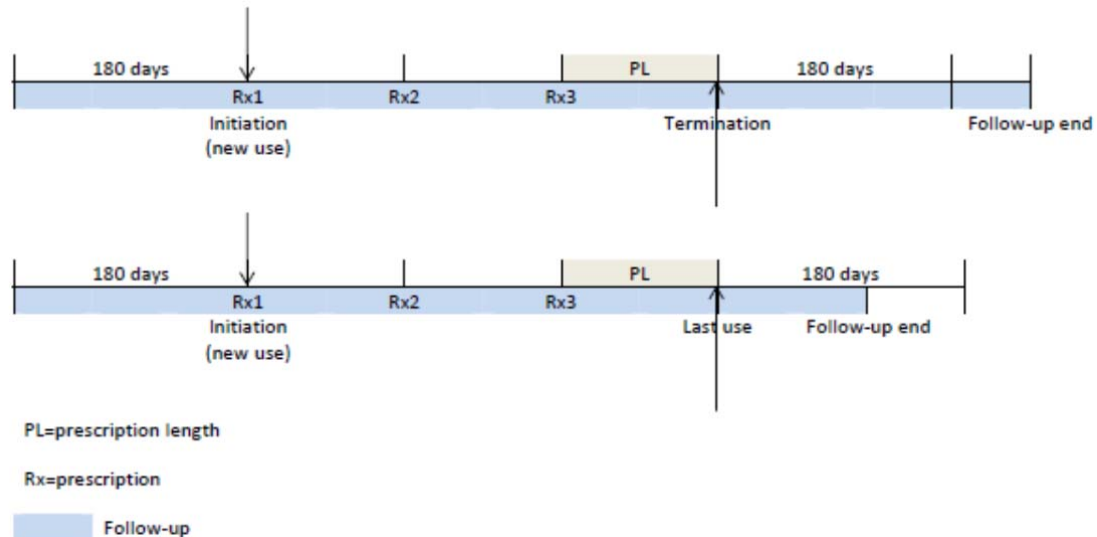 180 days PL 180 days
Rx1 Rx2 Rx3
Initiation Termination Follow-up end
(new use)
180 days PL 180 days
Rx1 Rx2 Rx3
Initiation Last use Follow-up end
(new use)
PL=prescription length
Rx=prescription
Follow-up